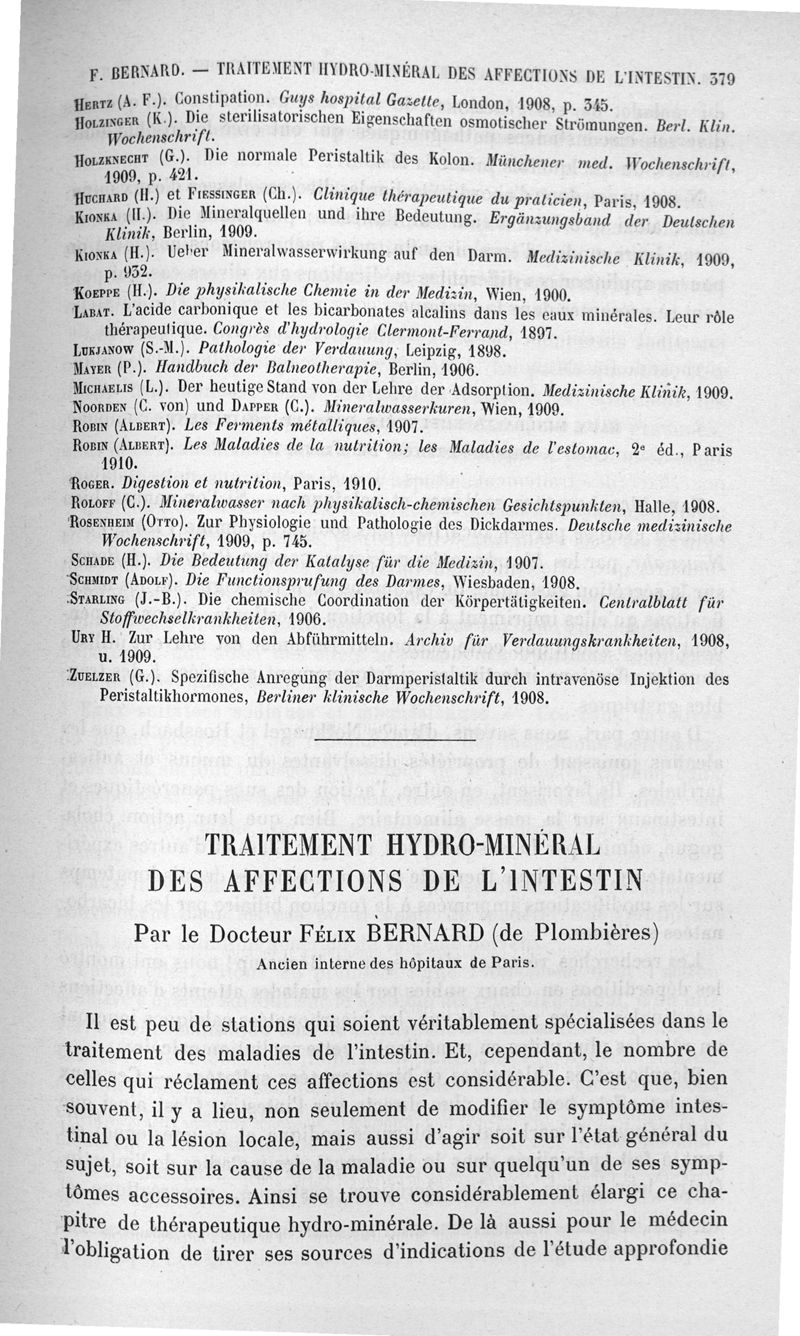 F. BERNARD. — TRAITEMENT HYDRO-MINÉRAL DES AFFECTIONS DE L'INTESTIN. 379
HERTZ (A. F.). Constipation. Guys hospital Gazette, London, 1908, p. 345.
HOLZINGER (K.). Die sterilisatorischen Eigenschaften osmotischer Strömungen. Berl. Klin.
Wochenschrift.
HOLZKNECHT (G.). Die normale Peristaltik des Kolon. Münchener med. Wochenschrift,
1909, p. 421.
HUCHARD (H.) et FIESSINGER (Ch.). Clinique thérapeutique du praticien, Paris, 1908.
KIONKA (H.). Die Mineralquellen und ihre Bedeutung. Ergänzungsband der Deutschen
Klinik, Berlin, 1909.
KIONKA (H.). Ueber Mineralwasserwirkung auf den Darm. Medizinische Klinik, 1909,
p. 932.
KOEPPE (H.). Die physikalische Chemie in der Medizin, Wien, 1900.
LABAT. L'acide carbonique et les bicarbonates alcalins dans les eaux minérales. Leur rôle
thérapeutique. Congrès d'hydrologie Clermont-Ferrand, 1897.
LUKJANOW (S.-M.). Pathologie der Verdauung, Leipzig, 1898.
MAYER (P.). Handbuch der Balneotherapie, Berlin, 1906.
MICHAELIS (L.). Der heutige Stand von der Lehre der Adsorption. Medizinische Klinik, 1909.
NOORDEN (C. von) und DAPPER (C.). Mineralwasserkuren, Wien, 1909.
ROBIN (ALBERT). Les Ferments métalliques, 1907.
ROBIN (ALBERT). Les Maladies de la nutrition; les Maladies de l'estomac, 2e éd., Paris
1910.
ROGER. Digestion et nutrition, Paris, 1910.
ROLOFF (C.). Mineralwasser nach physikalisch-chemischen Gesichtspunkten, Halle, 1908.
ROSENHEIM (OTTO). Zur Physiologie und Pathologie des Dickdarmes. Deutsche medizinische
Wochenschrift, 1909, p. 745.
SCHADE (H.). Die Bedeutung der Katalyse für die Medizin, 1907.
SCHMIDT (ADOLF). Die Functionsprufung des Darmes, Wiesbaden, 1908.
STARLING (J.-B.). Die chemische Coordination der Körpertätigkeiten. Centralblatt für
Stoffwechselkrankheiten, 1906.
URY H. Zur Lehre von den Abführmitteln. Archiv für Verdauungskrankheiten, 1908,
u. 1909.
ZUELZER (G.). Spezifische Anregung der Darmperistaltik durch intravenöse Injektion des
Peristaltikhormones, Berliner klinische Wochenschrift, 1908.
TRAITEMENT HYDRO-MINÉRAL
DES AFFECTIONS DE L'INTESTIN
Par le Docteur FÉLIX BERNARD (de Plombières)
Ancien interne des hôpitaux de Paris.
Il est peu de stations qui soient véritablement spécialisées dans le
traitement des maladies de l'intestin. Et, cependant, le nombre de
celles qui réclament ces affections est considérable. C'est que, bien
souvent, il y a lieu, non seulement de modifier le symptôme intes-
tinal ou la lésion locale, mais aussi d'agir soit sur l'état général du
sujet, soit sur la cause de la maladie ou sur quelqu'un de ses symp-
tômes accessoires. Ainsi se trouve considérablement élargi ce cha-
pitre de thérapeutique hydro-minérale. De là aussi pour le médecin
l'obligation de tirer ses sources d'indications de l'étude approfondie